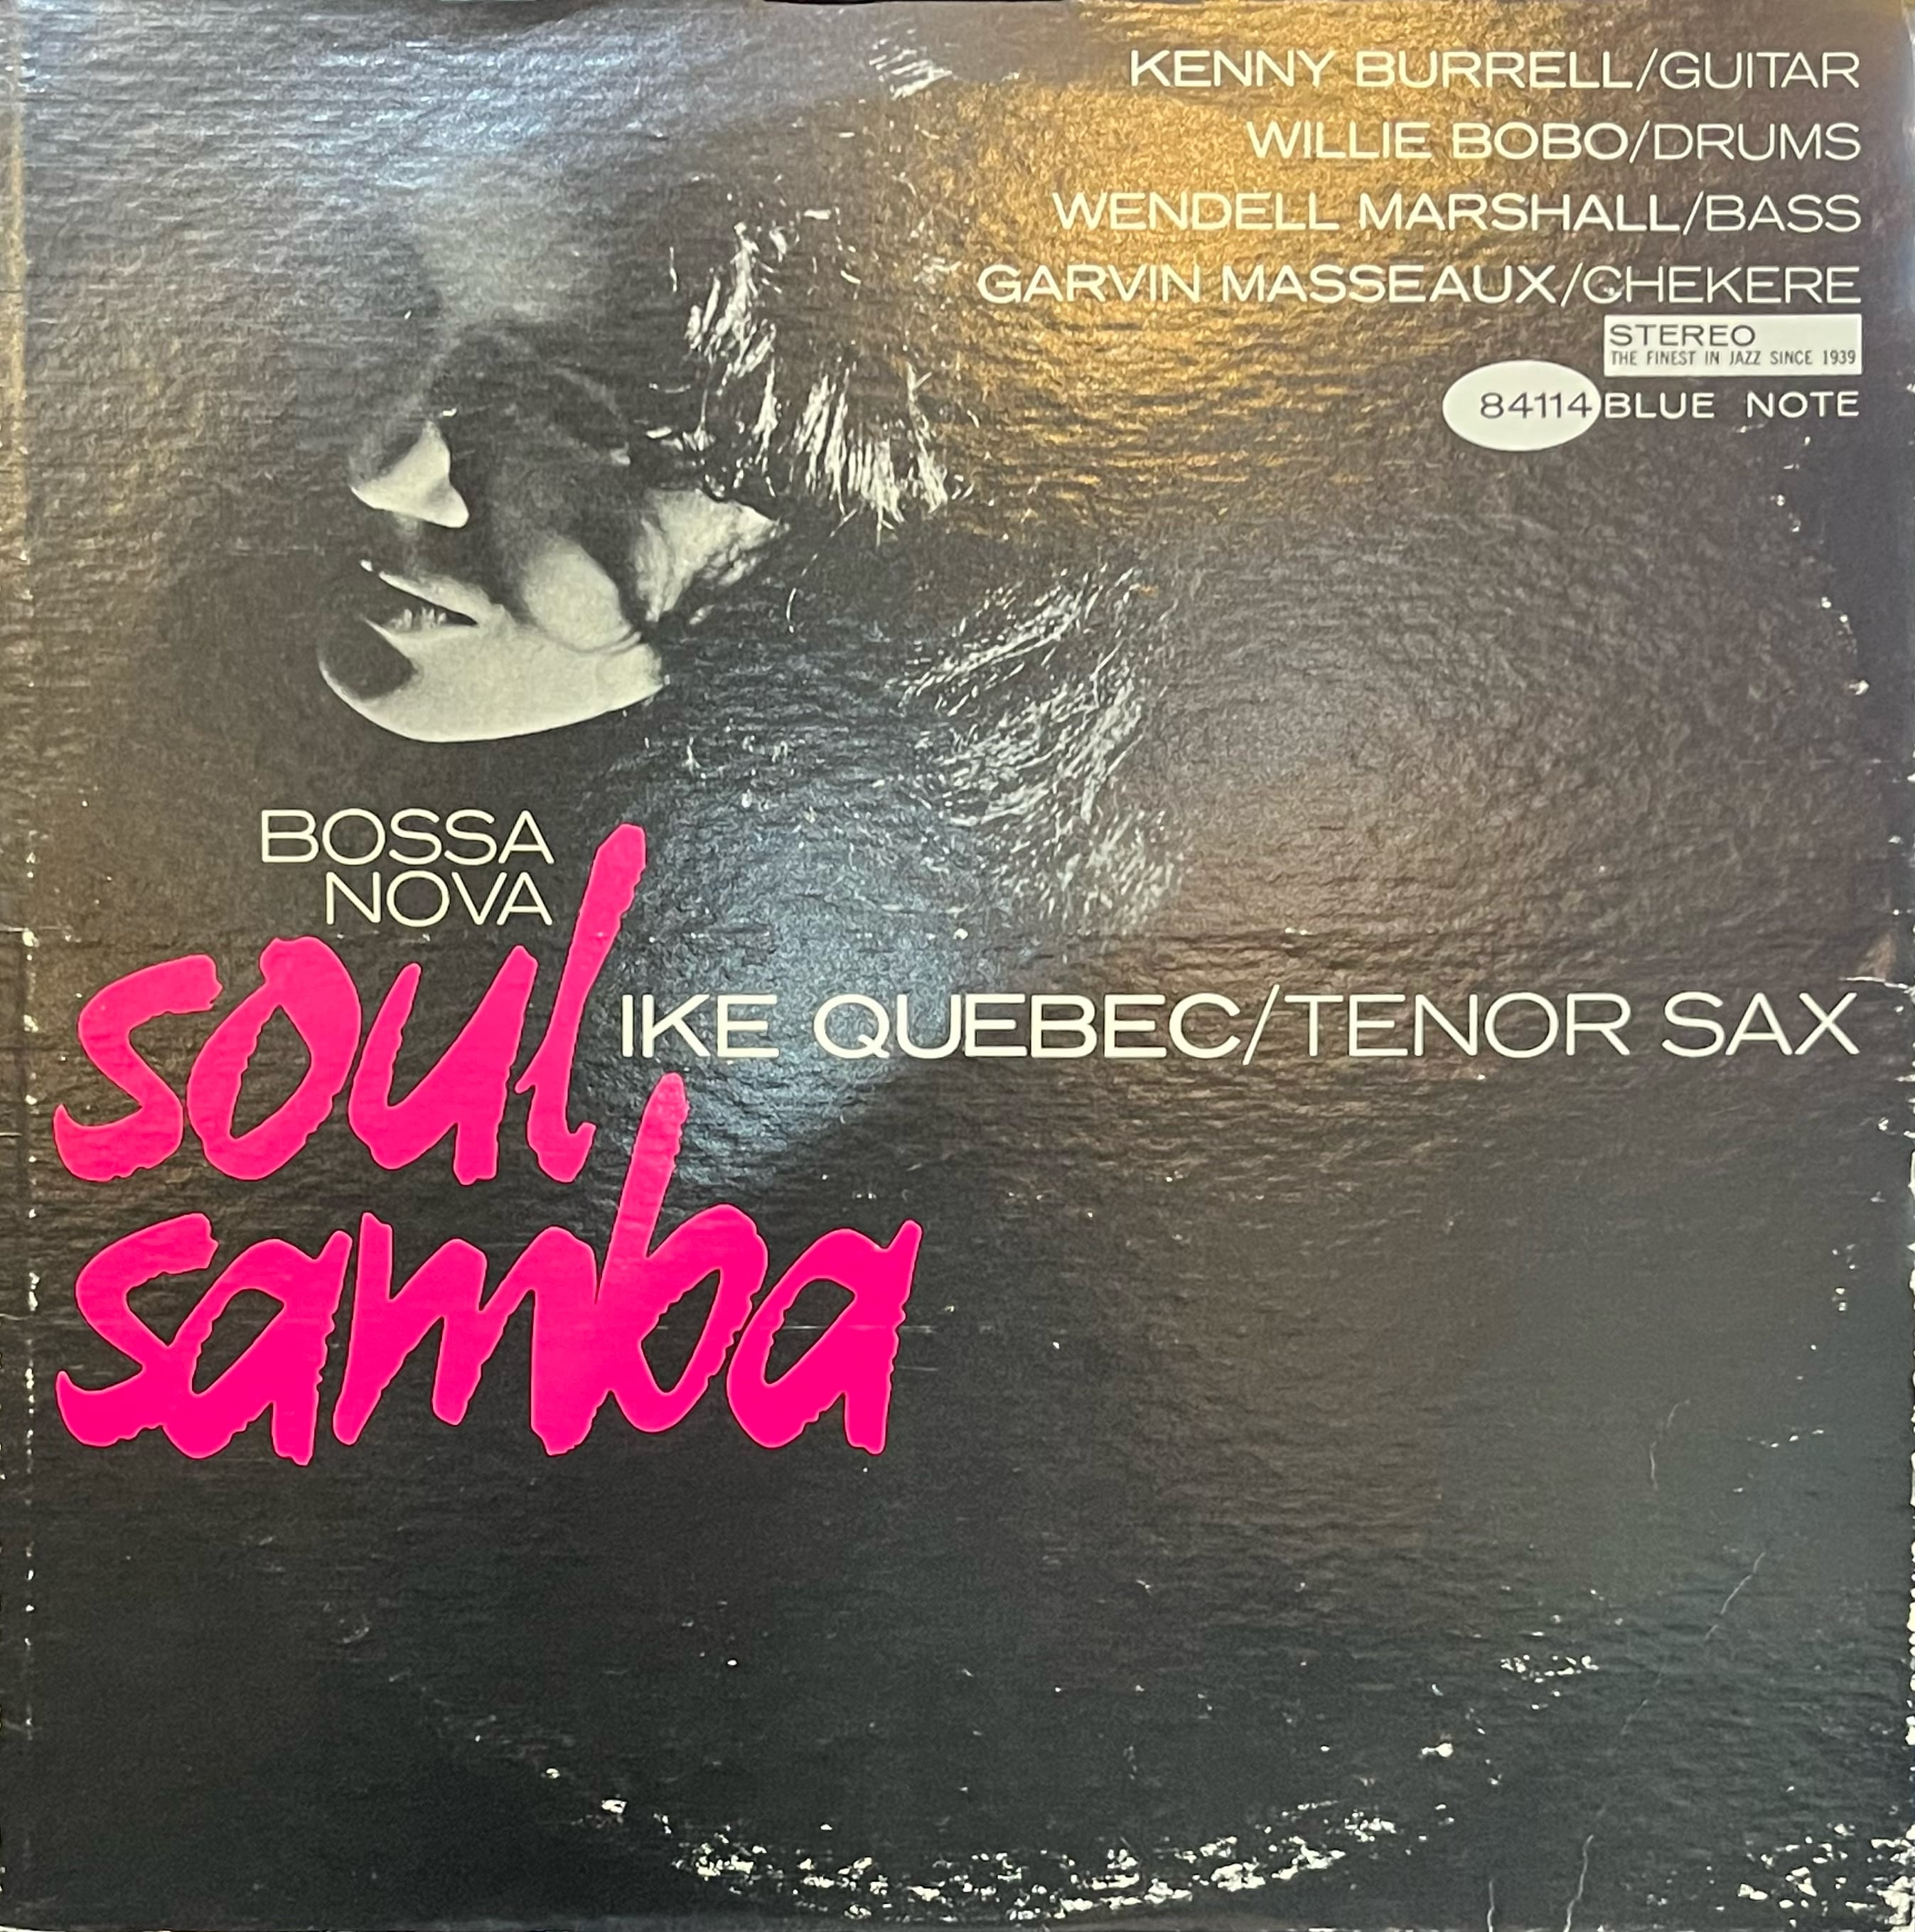 KENNY BURRELL/GUITAR
WILLIE BOBO/DRUMS
WENDELL MARSHALL/BASS
GARVIN MASSEAUX/CHEKERE
STEREO
THE FINEST IN JAZZ SINCE 1939
84114 BLUE NOTE
BOSSA
NOVA
soul
IKE QUEBEC/TENOR SAX
samba